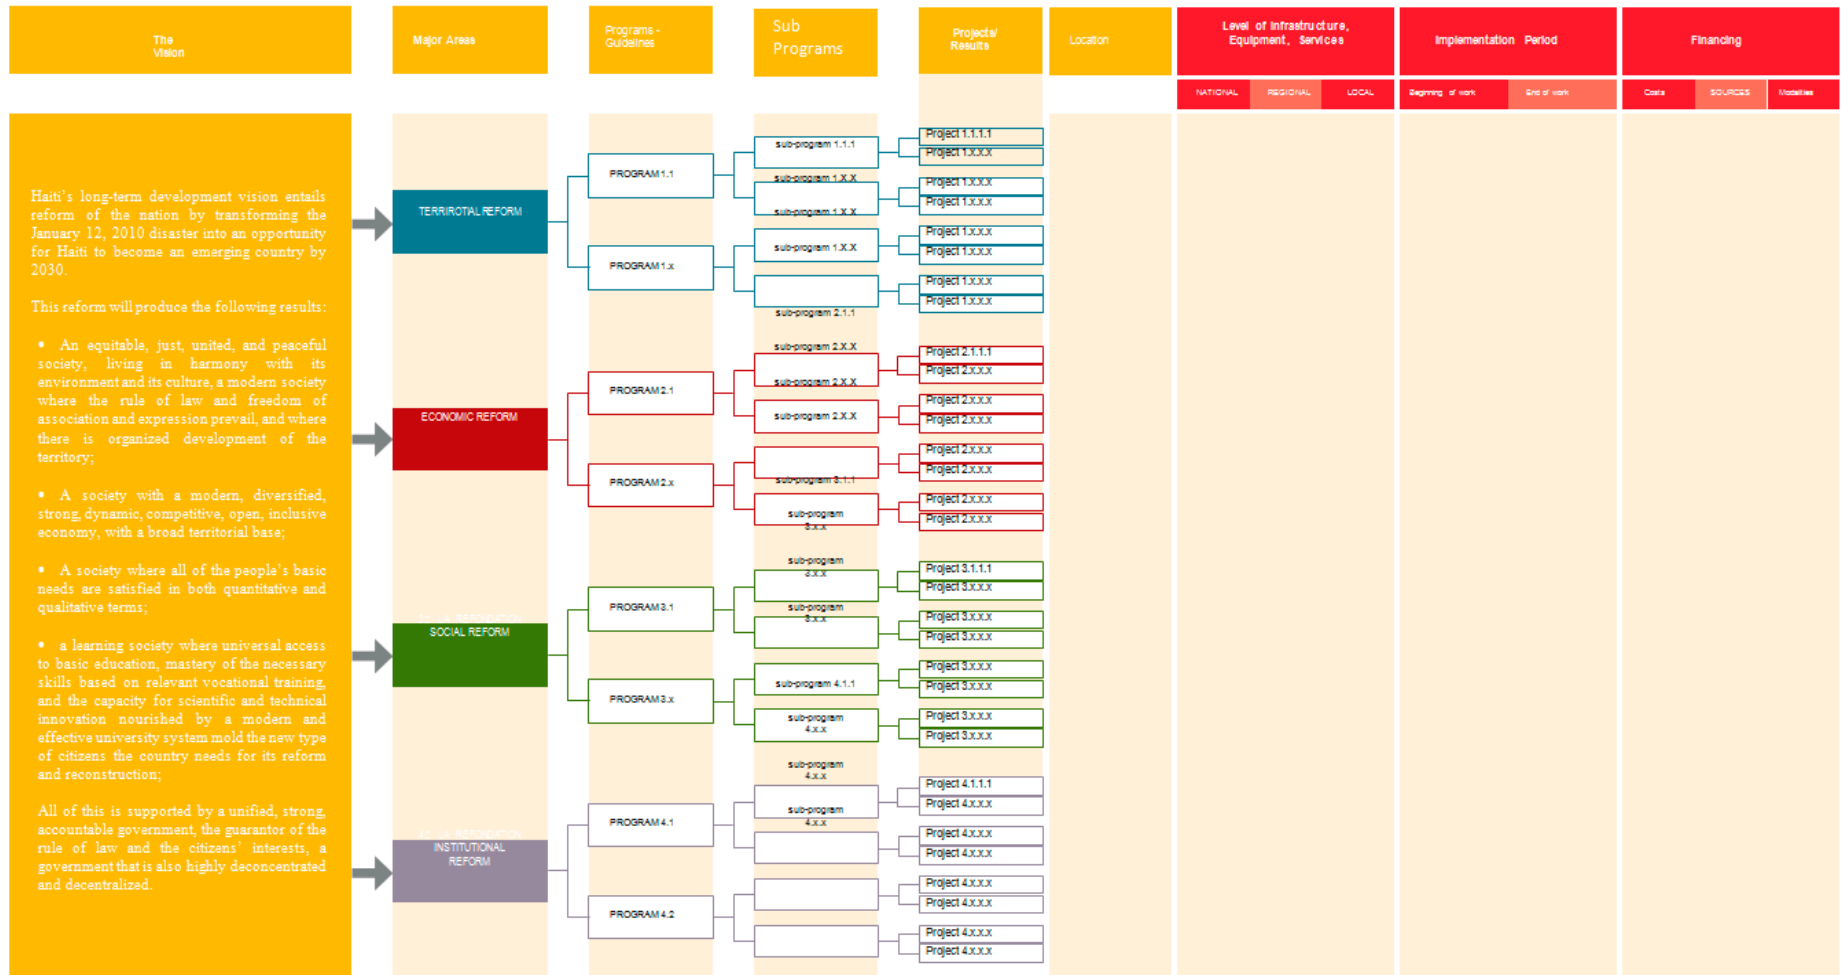 The
Vision
Major Areas
Programs -
Guidelines
Sub
Programs
Projects/
Results
Location
Level of Infrastructure,
Equipment, Services
Implementation Period
Financing
NATIONAL
REGIONAL
LOCAL
Beginning of work
End of work
Costs
SOURCES
Modalities
Haiti's long-term development vision entails
reform of the nation by transforming the
January 12, 2010 disaster into an opportunity
for Haiti to become an emerging country by
2030.
This reform will produce the following results:
• An equitable, just, united, and peaceful
society, living in harmony with its
environment and its culture, a modern society
where the rule of law and freedom of
association and expression prevail, and where
there is organized development of the
territory;
• A society with a modern, diversified,
strong, dynamic, competitive, open, inclusive
economy, with a broad territorial base;
• A society where all of the people's basic
needs are satisfied in both quantitative and
qualitative terms;
• a learning society where universal access
to basic education, mastery of the necessary
skills based on relevant vocational training,
and the capacity for scientific and technical
innovation nourished by a modern and
effective university system mold the new type
of citizens the country needs for its reform
and reconstruction;
All of this is supported by a unified, strong,
accountable government, the guarantor of the
rule of law and the citizens' interests, a
government that is also highly deconcentrated
and decentralized.
TERRIROTIAL REFORM
ECONOMIC REFORM
SOCIAL REFORM
INSTITUTIONAL
REFORM
PROGRAM 1.1
PROGRAM 1.x
PROGRAM 2.1
PROGRAM 2.x
PROGRAM 3.1
PROGRAM 3.x
PROGRAM 4.1
PROGRAM 4.2
sub-program 1.1.1
sub-program 1.X.X
sub-program 1.X.X
sub-program 1.X.X
sub-program 2.1.1
sub-program 2.X.X
sub-program 2.X.X
sub-program 2.X.X
sub-program 3.1.1
sub-program
3.x.x
sub-program
3.x.x
sub-program
3.x.x
sub-program 4.1.1
sub-program
4.x.x
sub-program
4.x.x
sub-program
4.x.x
Project 1.1.1.1
Project 1.x.x.x
Project 1.x.x.x
Project 1.x.x.x
Project 1.x.x.x
Project 1.x.x.x
Project 1.x.x.x
Project 1.x.x.x
Project 2.1.1.1
Project 2.x.x.x
Project 2.x.x.x
Project 2.x.x.x
Project 2.x.x.x
Project 2.x.x.x
Project 2.x.x.x
Project 2.x.x.x
Project 3.1.1.1
Project 3.x.x.x
Project 3.x.x.x
Project 3.x.x.x
Project 3.x.x.x
Project 3.x.x.x
Project 3.x.x.x
Project 3.x.x.x
Project 4.1.1.1
Project 4.x.x.x
Project 4.x.x.x
Project 4.x.x.x
Project 4.x.x.x
Project 4.x.x.x
Project 4.x.x.x
Project 4.x.x.x